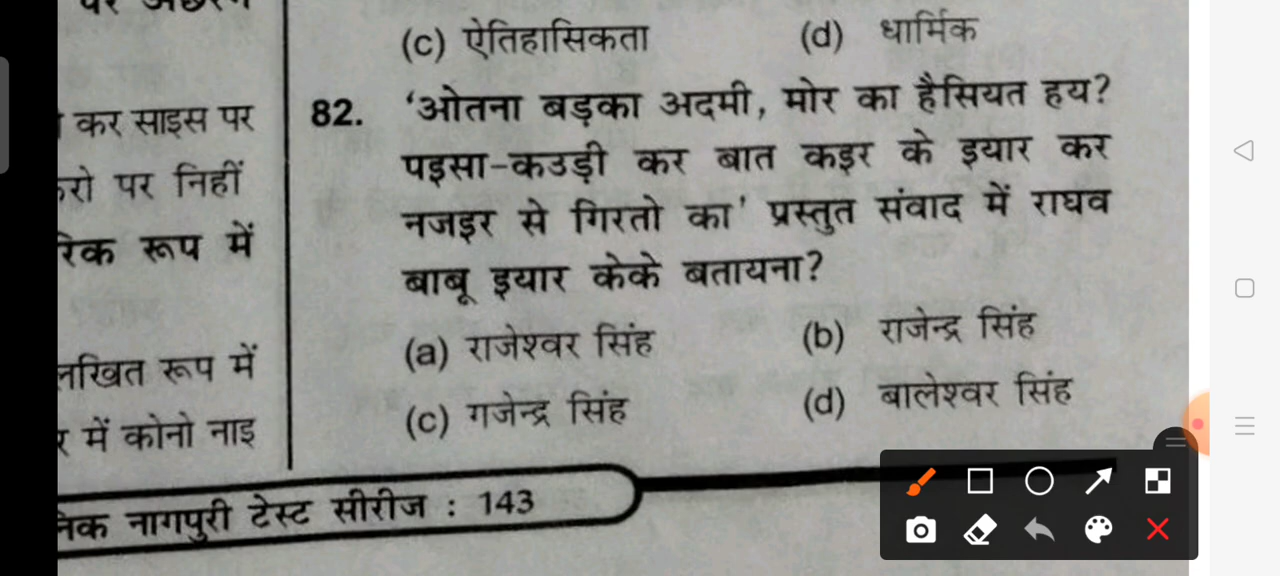 (c) ऐतिहासिकता (d) धार्मिक
कर साइस पर
पर निहीं
रूप में
रूप में
में कोनो नाइ
82. ‘ओतना बड़का अदमी, मोर का हैसियत हय?
पइसा-कउड़ी कर बात कइर के इयार कर
नजइर से गिरतो का’ प्रस्तुत संवाद में राघव
बाबू इयार केके बतायना?
(a) राजेश्वर सिंह (b) राजेन्द्र सिंह
(c) गजेन्द्र सिंह (d) बालेश्वर सिंह
नागपुरी टेस्ट सीरीज : 143